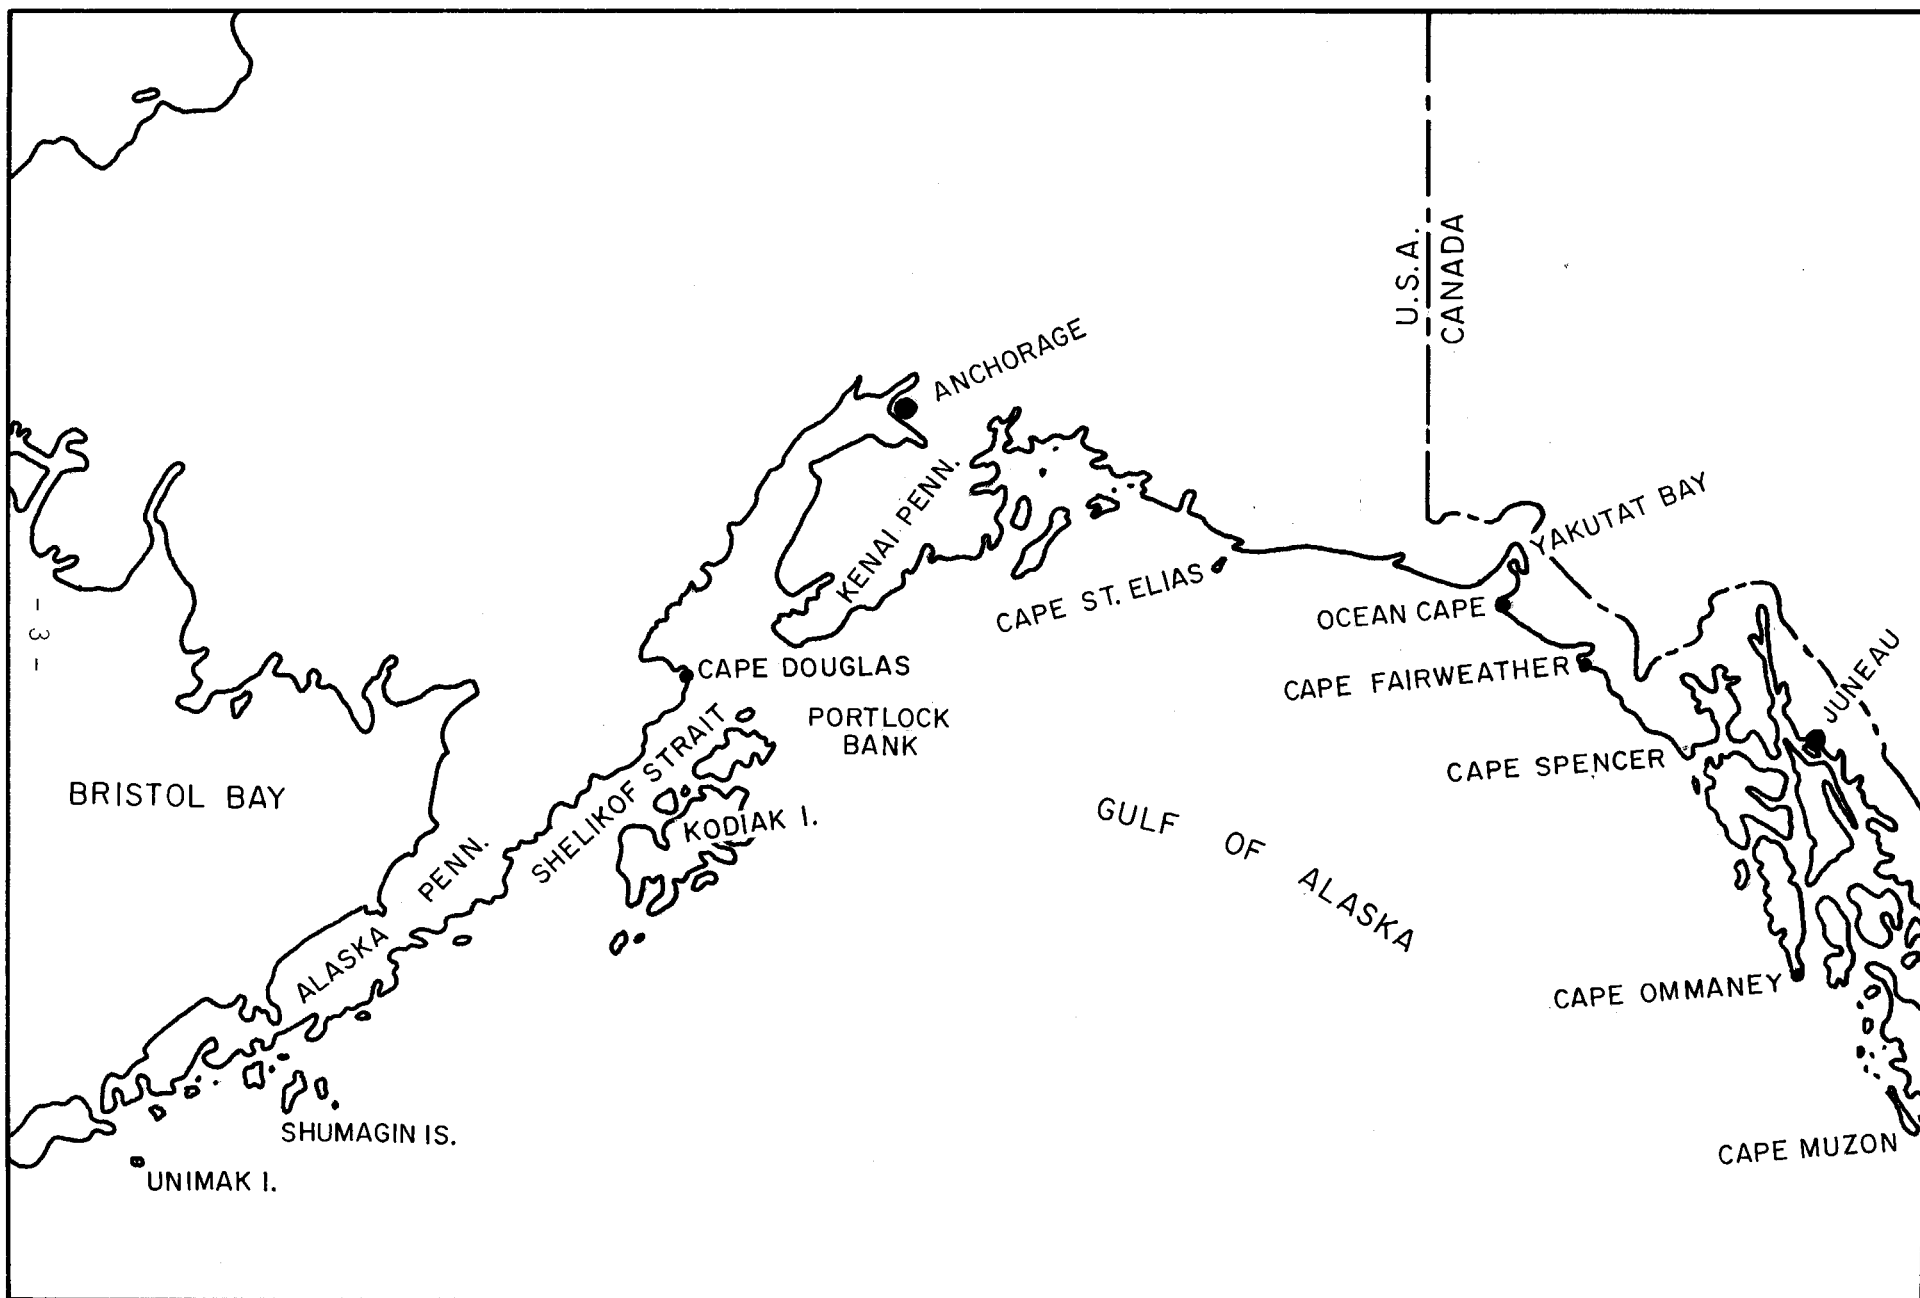 U.S.A.
CANADA
ANCHORAGE
KENAI PENN.
YAKUTAT BAY
CAPE ST. ELIAS
OCEAN CAPE
- 3 -
CAPE DOUGLAS
CAPE FAIRWEATHER
JUNEAU
PORTLOCK
BANK
SHELIKOF STRAIT
CAPE SPENCER
BRISTOL BAY
KODIAK I.
GULF OF ALASKA
ALASKA PENN.
CAPE OMMANEY
SHUMAGIN IS.
CAPE MUZON
UNIMAK I.